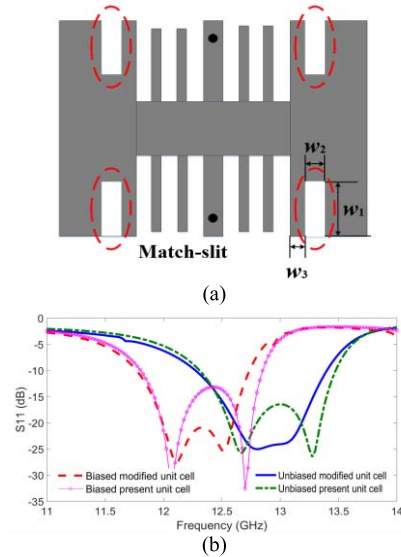 w2
w1
w3
Match-slit
(a)
0
-5
-10
-15
-20
-25
-30
-35
S11 (dB)
Biased modified unit cell
Unbiased modified unit cell
Biased present unit cell
Unbiased present unit cell
11 11.5 12 12.5 13 13.5 14
Frequency (GHz)
(b)